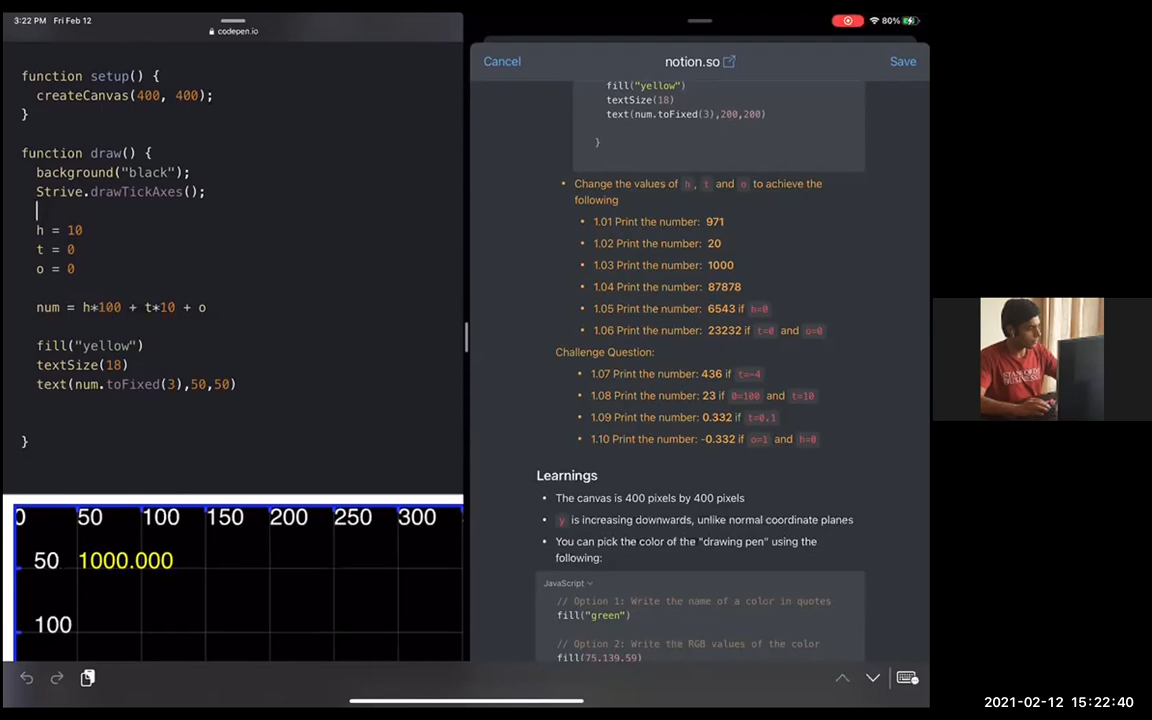 3:22 PM Fri Feb 12
codepen.io
function setup() {
createCanvas(400, 400);
}
function draw() {
background("black");
Strive.drawTickAxes();
h = 10
t = 0
o = 0
num = h*100 + t*10 + o
fill("yellow")
textSize(18)
text(num.toFixed(3),50,50)
}
0 50 100 150 200 250 300
50 1000.000
100
80%
Cancel notion.so Save
fill("yellow")
textSize(18)
text(num.toFixed(3),200,200)
}
• Change the values of h, t and o to achieve the
following
• 1.01 Print the number: 971
• 1.02 Print the number: 20
• 1.03 Print the number: 1000
• 1.04 Print the number: 87878
• 1.05 Print the number: 6543 if h=0
• 1.06 Print the number: 23232 if t=0 and o=0
Challenge Question:
• 1.07 Print the number: 436 if t=-4
• 1.08 Print the number: 23 if O=100 and t=10
• 1.09 Print the number: 0.332 if t=0.1
• 1.10 Print the number: -0.332 if o=1 and h=0
Learnings
• The canvas is 400 pixels by 400 pixels
• y is increasing downwards, unlike normal coordinate planes
• You can pick the color of the "drawing pen" using the
following:
JavaScript
// Option 1: Write the name of a color in quotes
fill("green")
// Option 2: Write the RGB values of the color
fill(75,139,59)
STANFORD
BUSINESS
2021-02-12 15:22:40